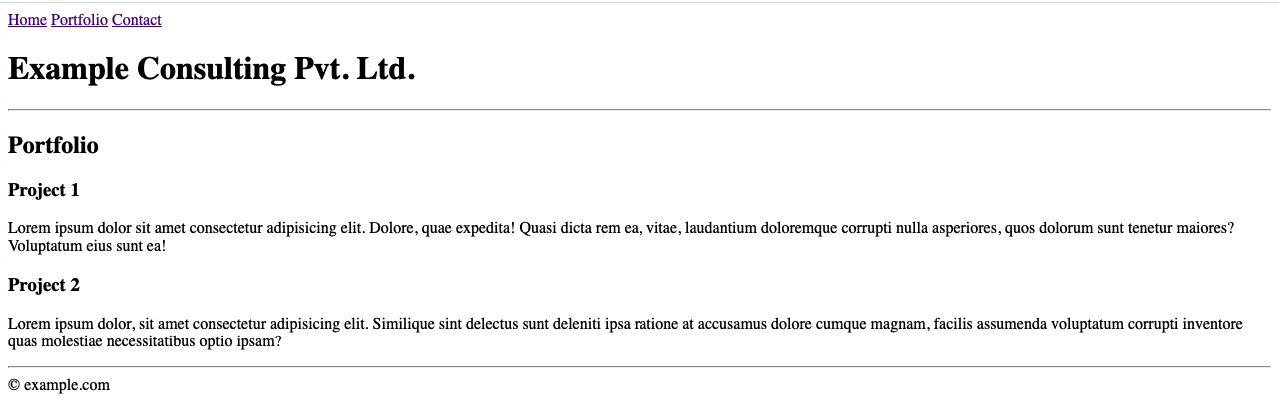 Home Portfolio Contact
Example Consulting Pvt. Ltd.
Portfolio
Project 1
Lorem ipsum dolor sit amet consectetur adipisicing elit. Dolore, quae expedita! Quasi dicta rem ea, vitae, laudantium doloremque corrupti nulla asperiores, quos dolorum sunt tenetur maiores?
Voluptatum eius sunt ea!
Project 2
Lorem ipsum dolor, sit amet consectetur adipisicing elit. Similique sint delectus sunt deleniti ipsa ratione at accusamus dolore cumque magnam, facilis assumenda voluptatum corrupti inventore
quas molestiae necessitatibus optio ipsam?
© example.com